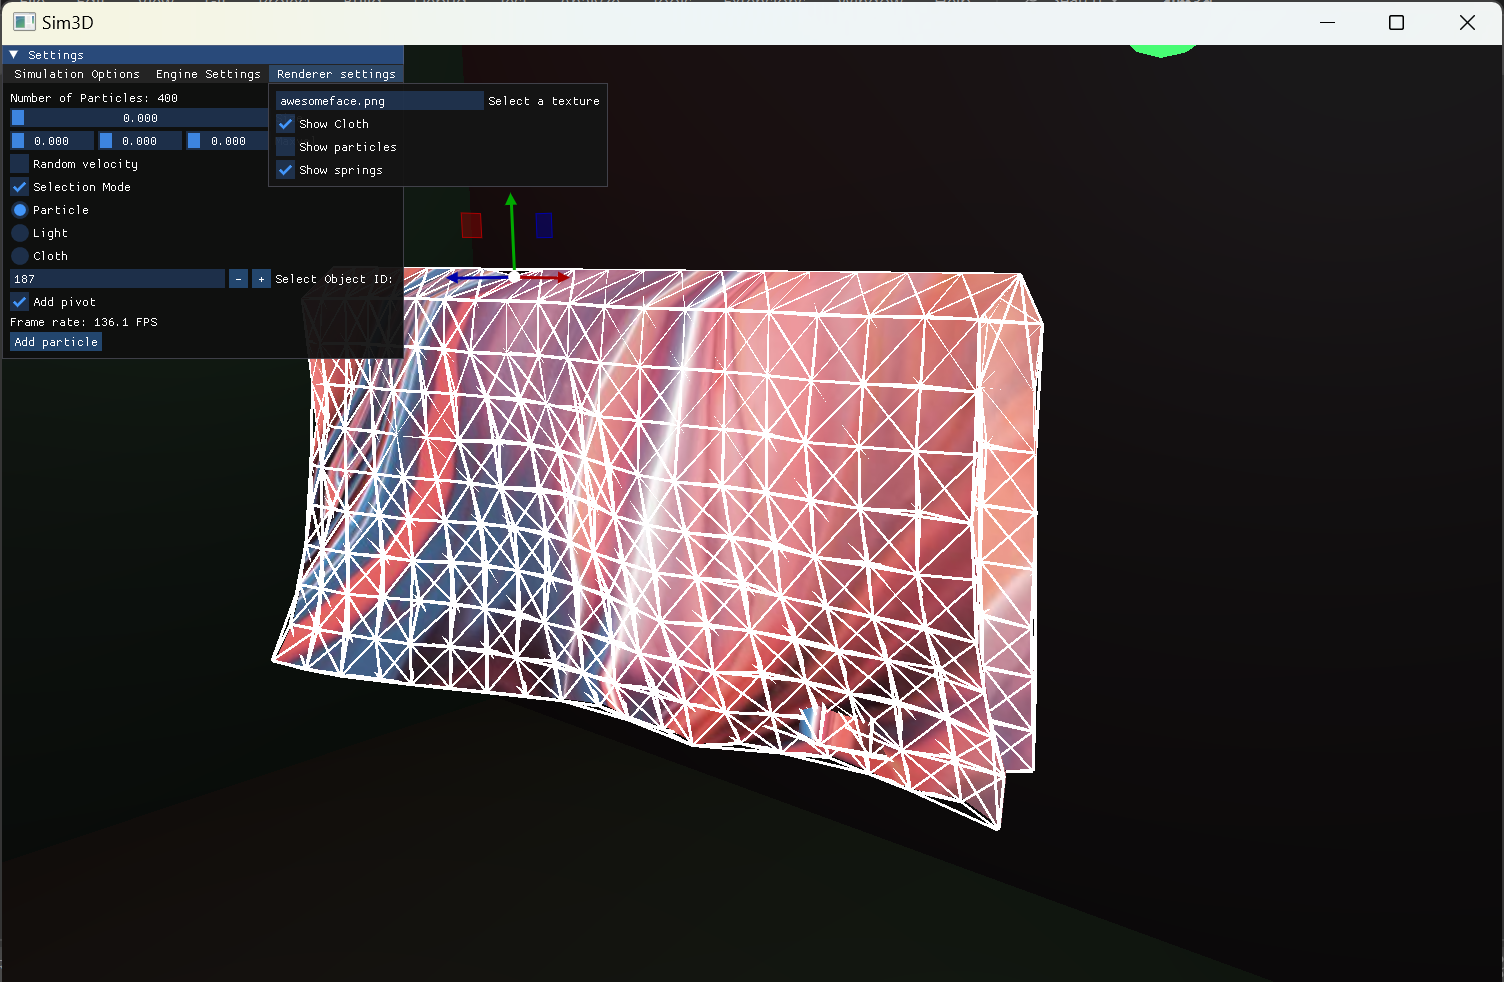 Sim3D
Settings
Simulation Options Engine Settings Renderer settings
Number of Particles: 400
0.000
0.000 0.000 0.000
Random velocity
Selection Mode
Particle
Light
Cloth
187 - + Select Object ID:
Add pivot
Frame rate: 136.1 FPS
Add particle
awesomeface.png Select a texture
Show Cloth
Show particles
Show springs